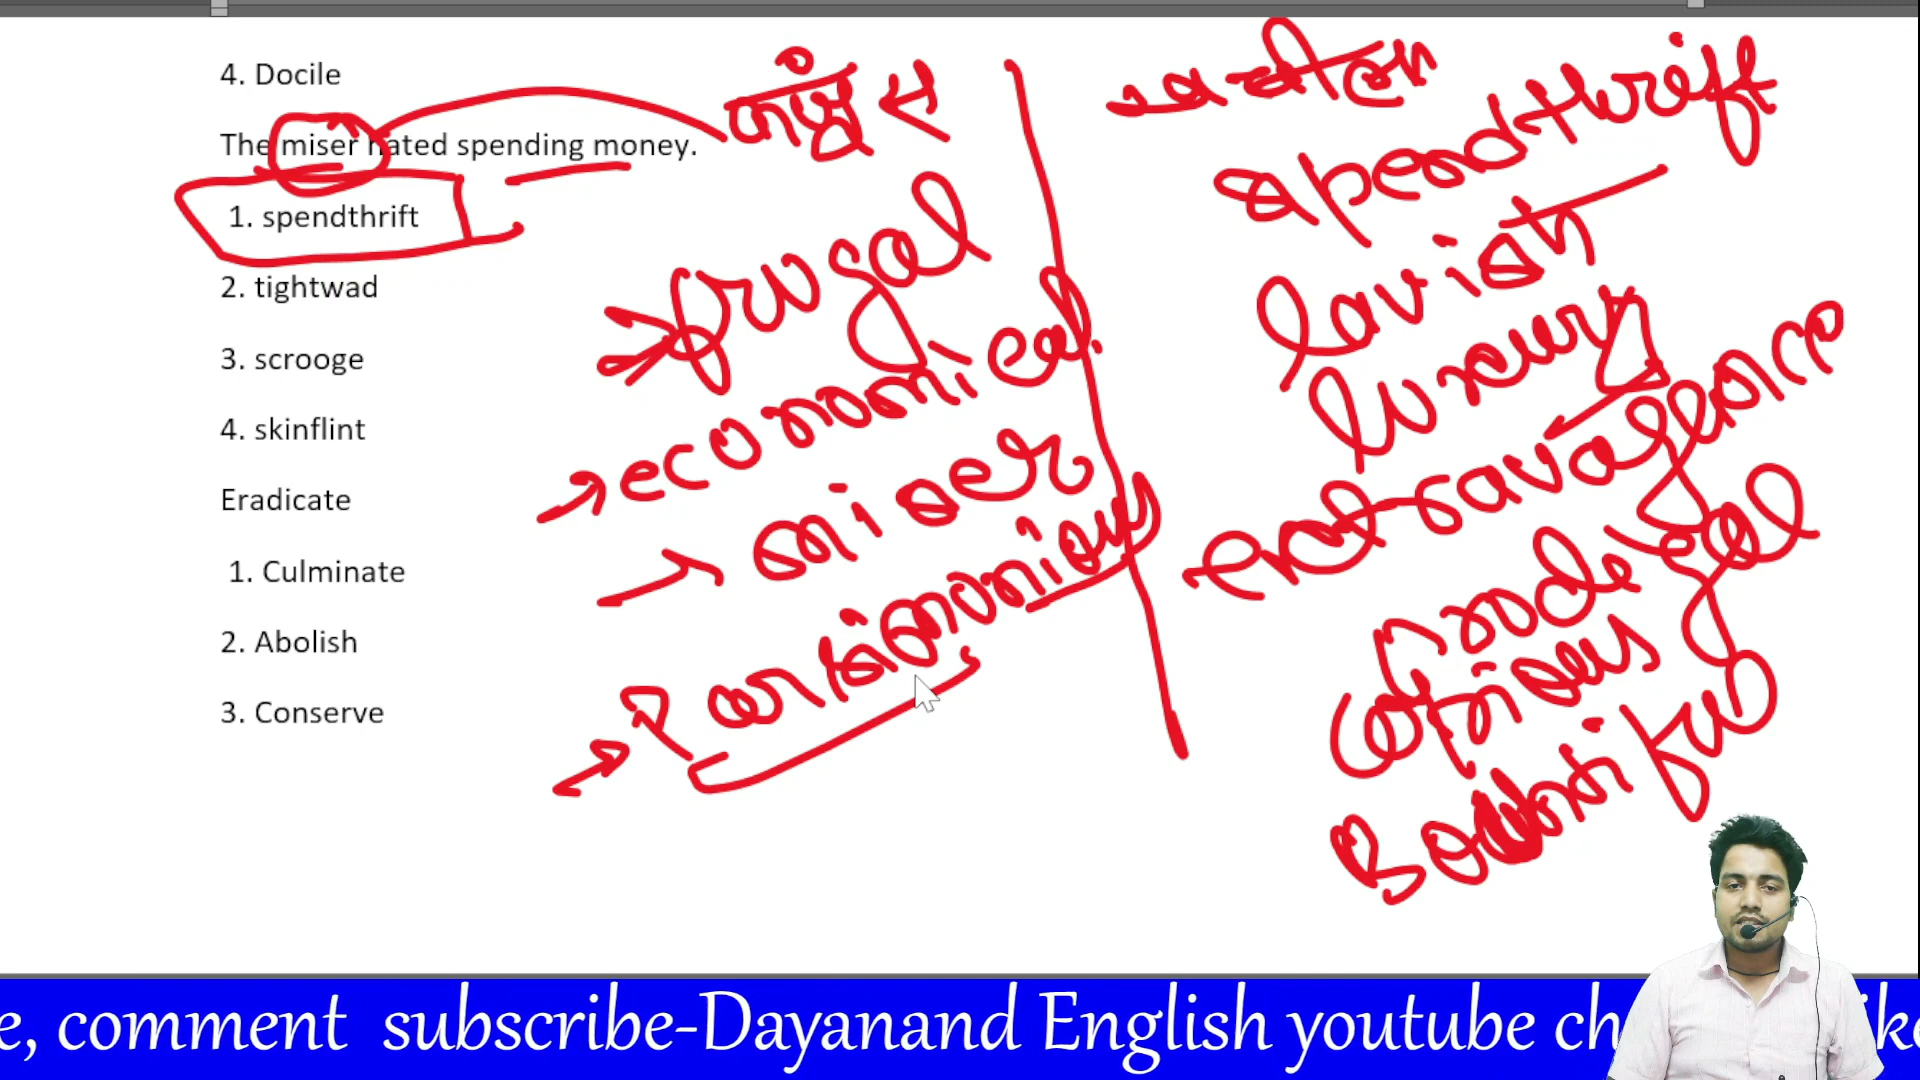 4. Docile
The miser hated spending money.
1. spendthrift
2. tightwad
3. scrooge
4. skinflint
Eradicate
1. Culminate
2. Abolish
3. Conserve
कंजूस
frugal
economical
miser
Parsimonious
खर्चीला
spendthrift
lavish
luxury
extravagance
Prodigal
copious
Bountiful
e, comment subscribe-Dayanand English youtube ch